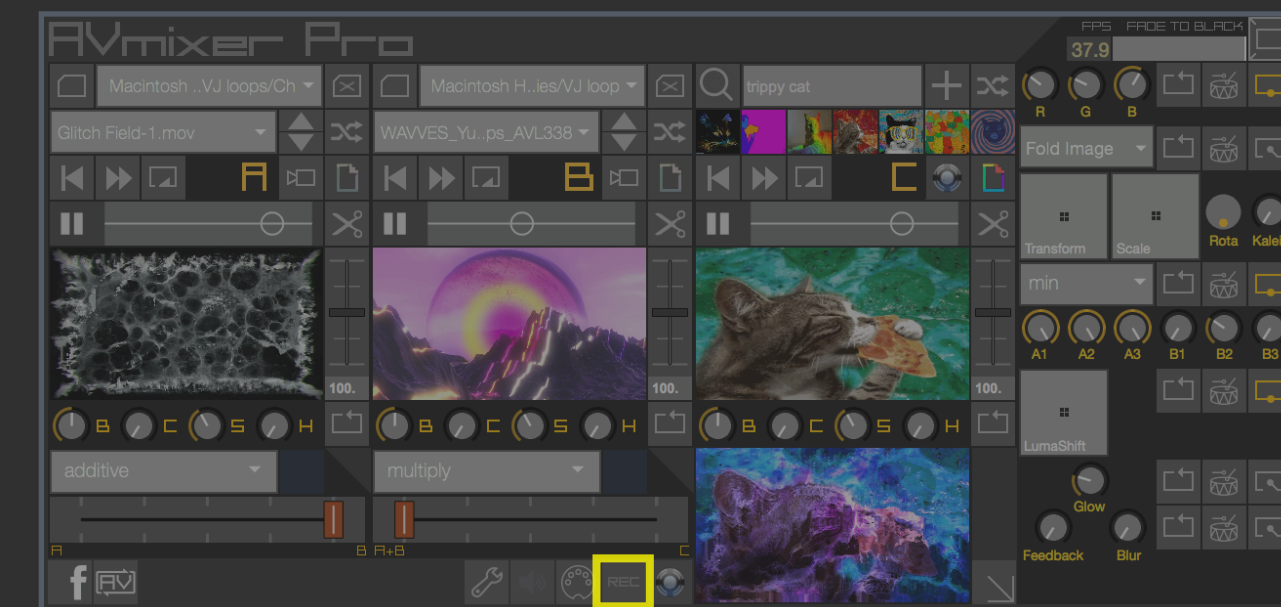 AVmixer Pro
FPS FADE TO BLACK
37.9
Macintosh ..VJ loops/Ch
Macintosh H..ies/VJ loop
trippy cat
R G B
Glitch Field-1.mov
WAVVES_Yu..ps_AVL338
Fold Image
A
B
C
Transform
Scale
Rota
Kalei
min
A1 A2 A3 B1 B2 B3
100.
100.
100.
B C S H
B C S H
B C S H
LumaShift
additive
multiply
Glow
A B
A+B C
Feedback
Blur
f
AV
REC